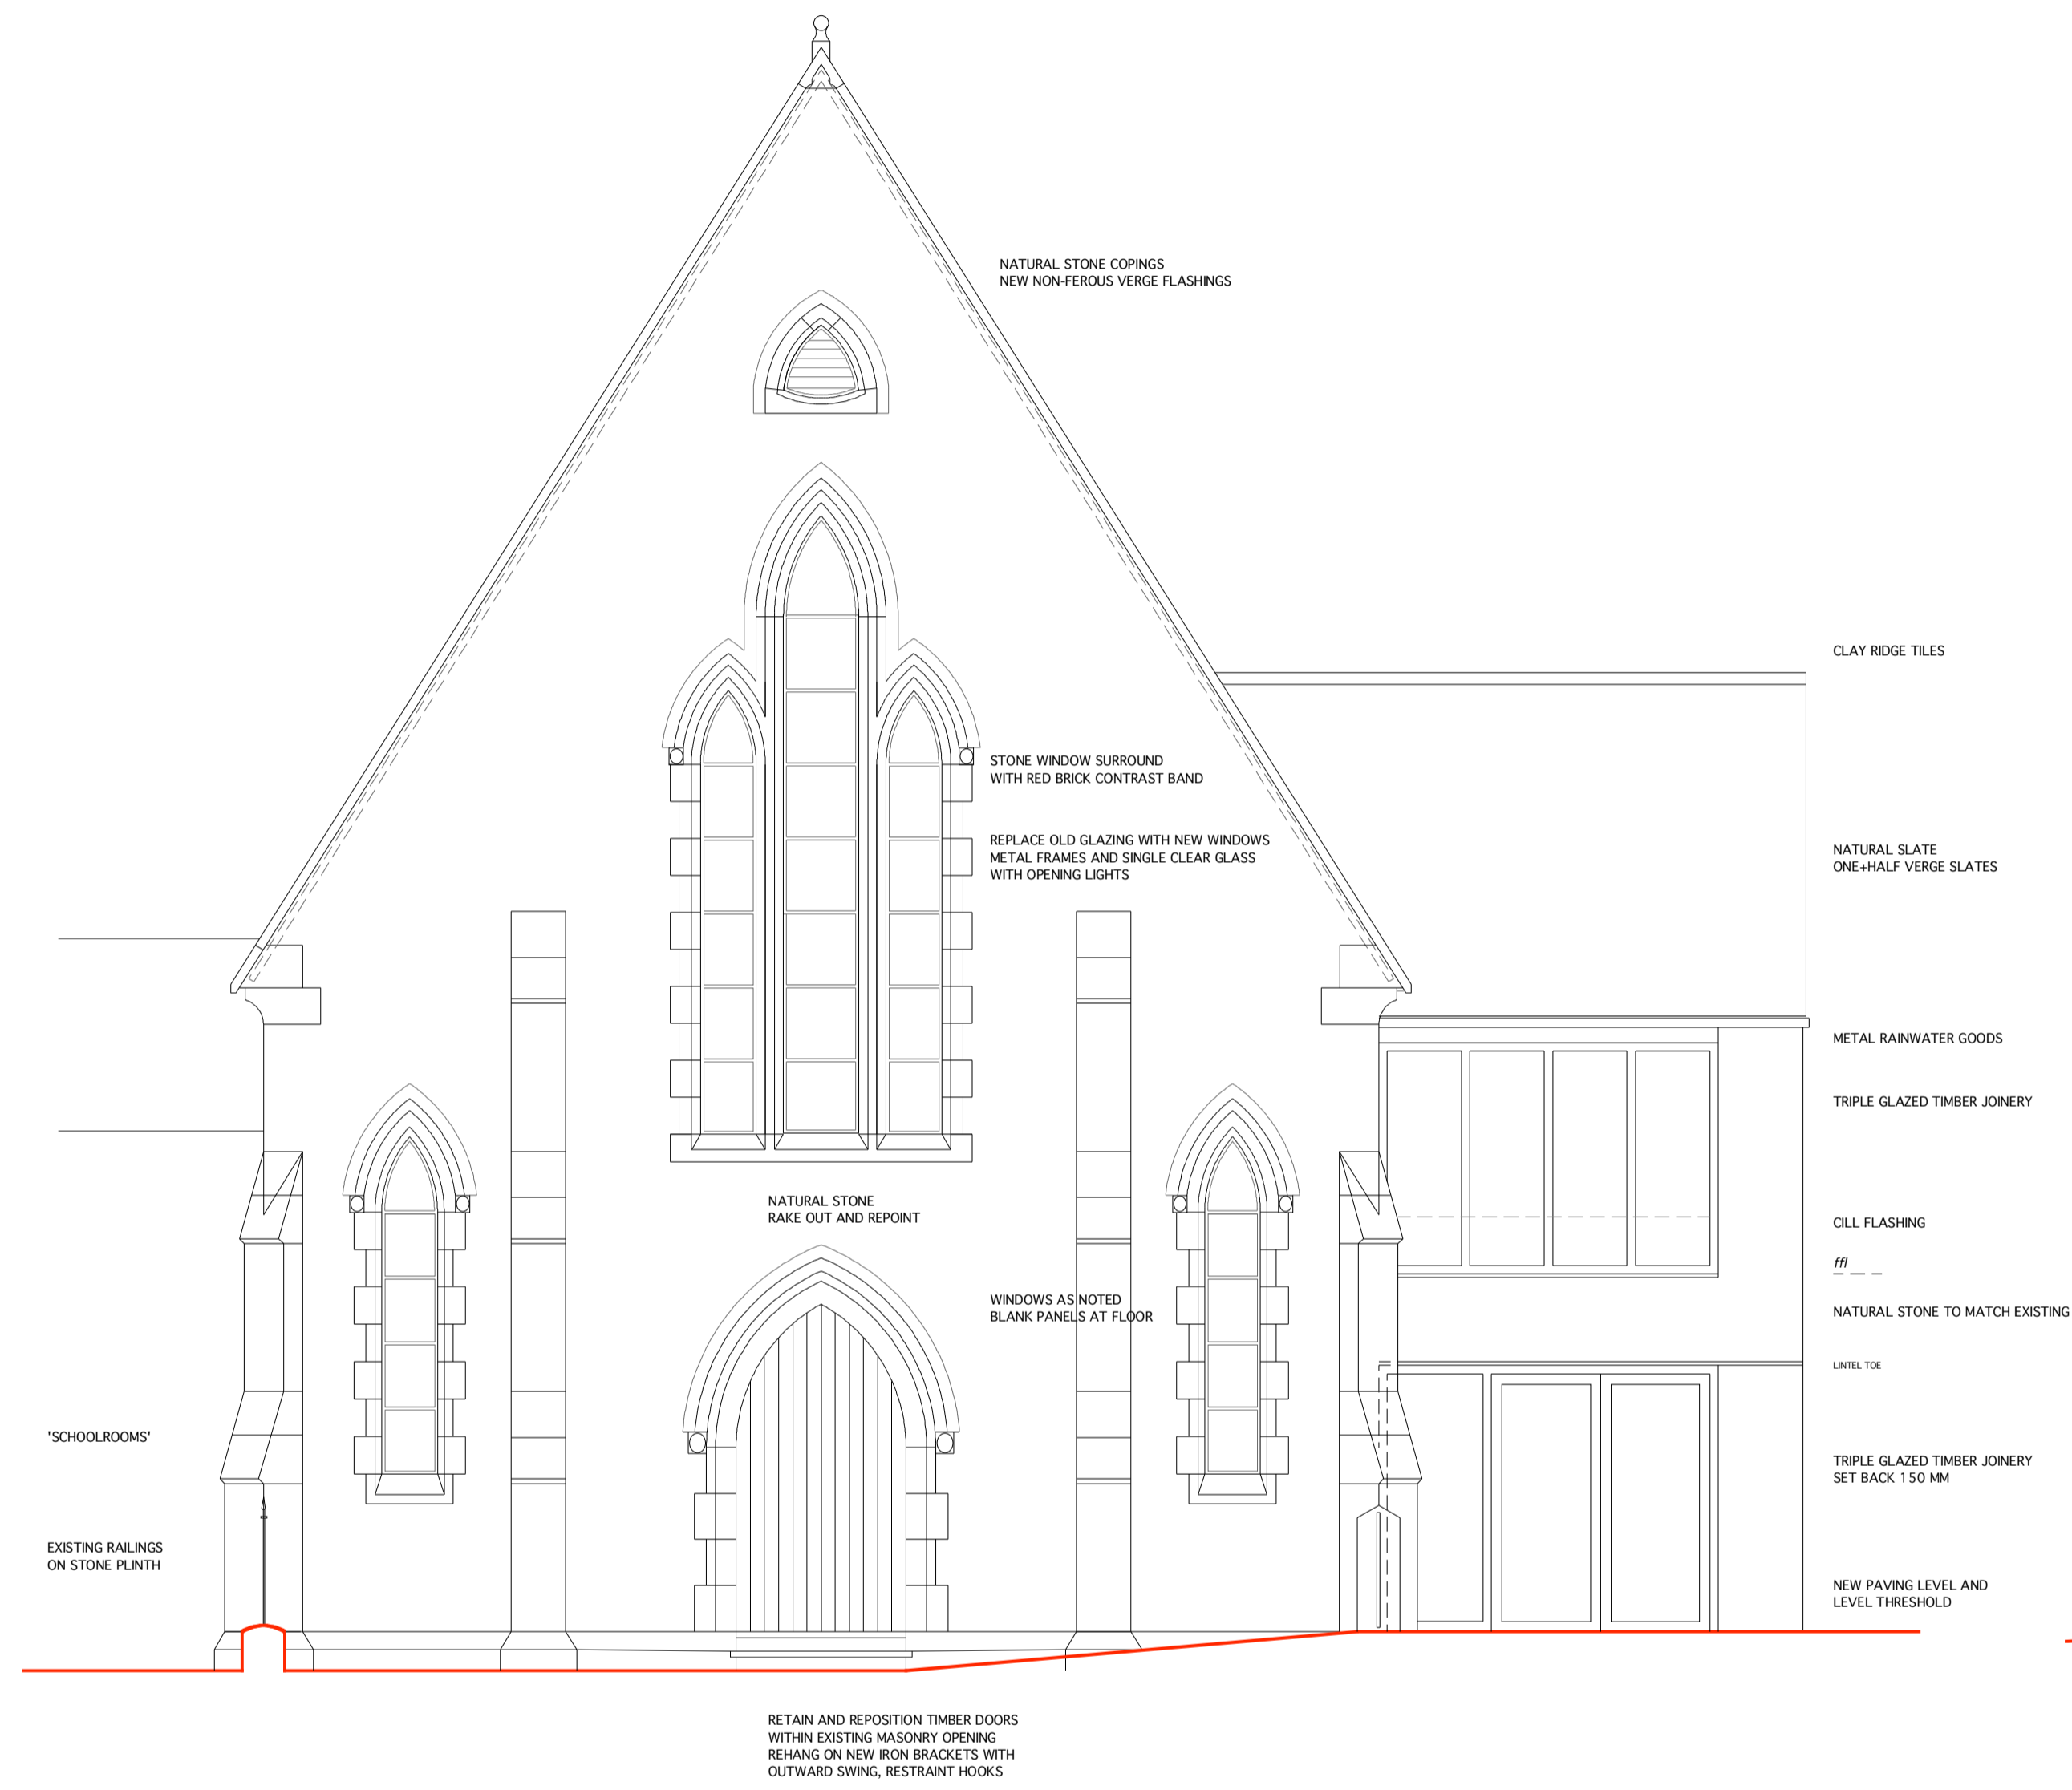 NATURAL STONE COPINGS
NEW NON-FEROUS VERGE FLASHINGS
CLAY RIDGE TILES
STONE WINDOW SURROUND
WITH RED BRICK CONTRAST BAND
REPLACE OLD GLAZING WITH NEW WINDOWS
METAL FRAMES AND SINGLE CLEAR GLASS
WITH OPENING LIGHTS
NATURAL SLATE
ONE+HALF VERGE SLATES
METAL RAINWATER GOODS
TRIPLE GLAZED TIMBER JOINERY
NATURAL STONE
RAKE OUT AND REPOINT
CILL FLASHING
ffl
WINDOWS AS NOTED
BLANK PANELS AT FLOOR
NATURAL STONE TO MATCH EXISTING
LINTEL TOE
'SCHOOLROOMS'
TRIPLE GLAZED TIMBER JOINERY
SET BACK 150 MM
EXISTING RAILINGS
ON STONE PLINTH
NEW PAVING LEVEL AND
LEVEL THRESHOLD
RETAIN AND REPOSITION TIMBER DOORS
WITHIN EXISTING MASONRY OPENING
REHANG ON NEW IRON BRACKETS WITH
OUTWARD SWING, RESTRAINT HOOKS